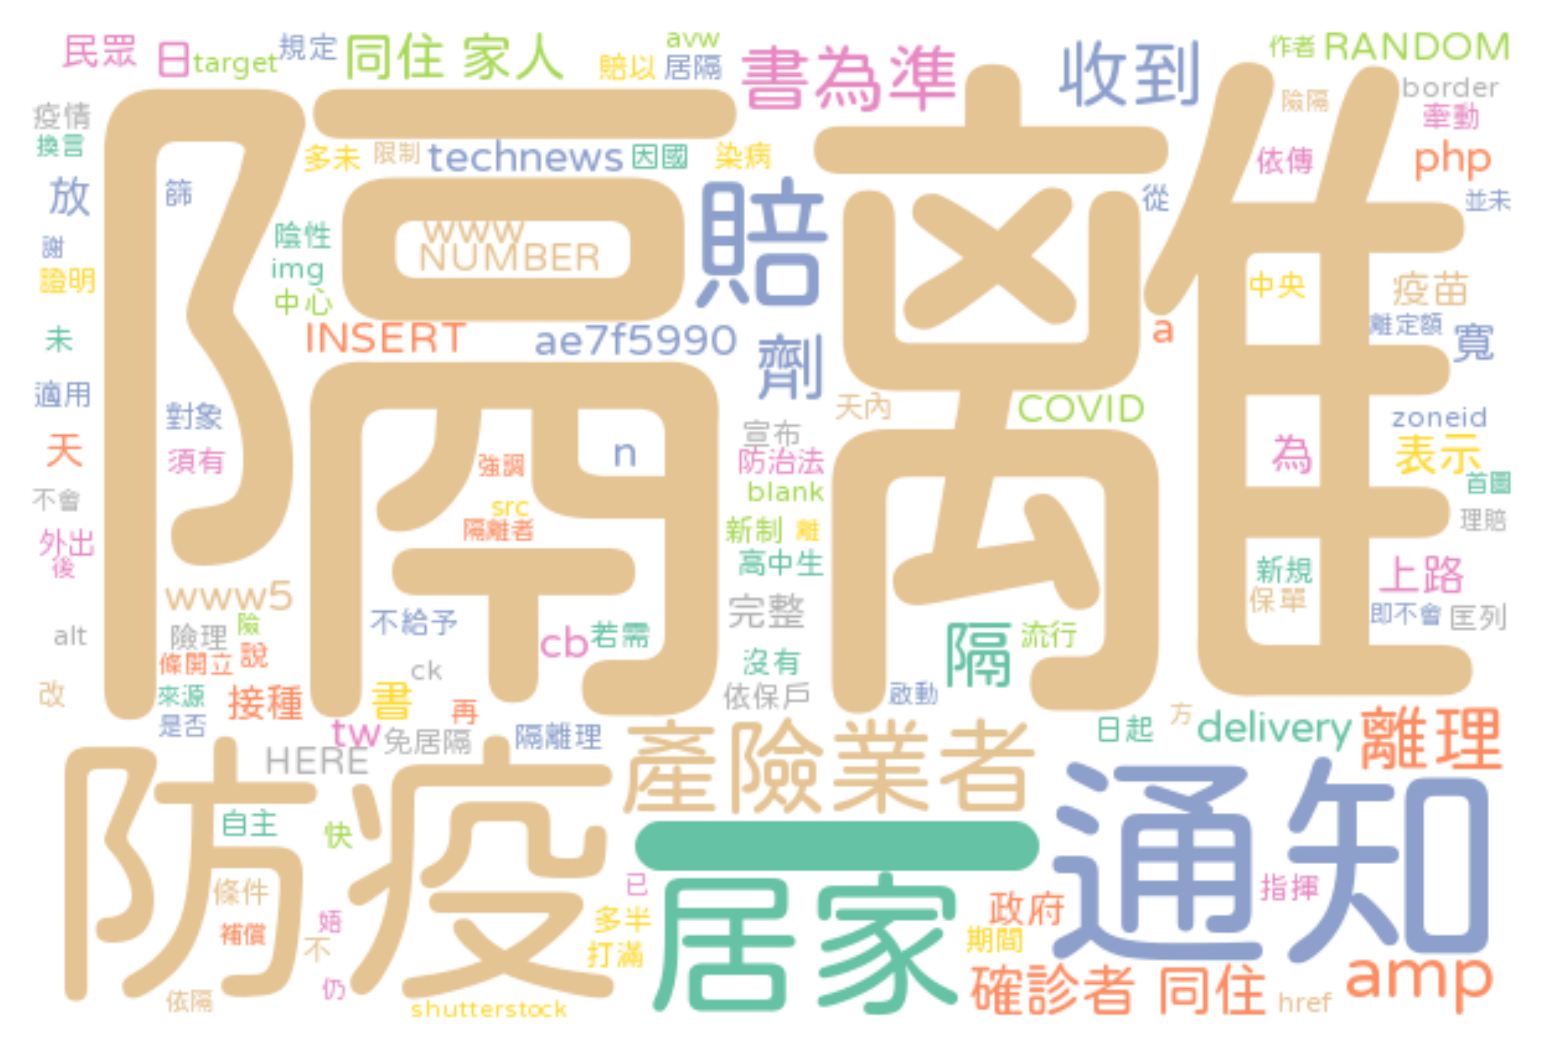 民眾 日 target 規定 同住 家人 賠以 avw 居隔 書為準 收到 作者 RANDOM
疫情 換言 隔離 險隔 border 牽動
多未 限制 technews 因國 染病 依傳 php
放 篩 賠 從 並未
謝 陰性 www NUMBER
證明 img 中心 中央 疫苗
未 INSERT ae7f5990 劑 a 離定額 寬
適用 對象 天內 COVID zoneid
天 須有 強調 n 宣布 防治法 為 表示
不會 src 隔離者 blank 首圖
外出 後 新制 離 高中生 理賠
www5 完整 新規 保單 上路
alt 險理 險 不給予 cb 若需 隔 流行 即不會 匡列
條開立 說 ck 沒有
改 來源 接種 書 再 依保戶 啟動
是否 tw 免居隔 隔離理 日起 方 delivery 離理
HERE 產險業者
防疫 一 通知
自主 快 居家
條件 已 政府 指揮
補償 婄 不 多半 期間
打滿 確診者 同住 amp
依隔 仍 shutterstock href